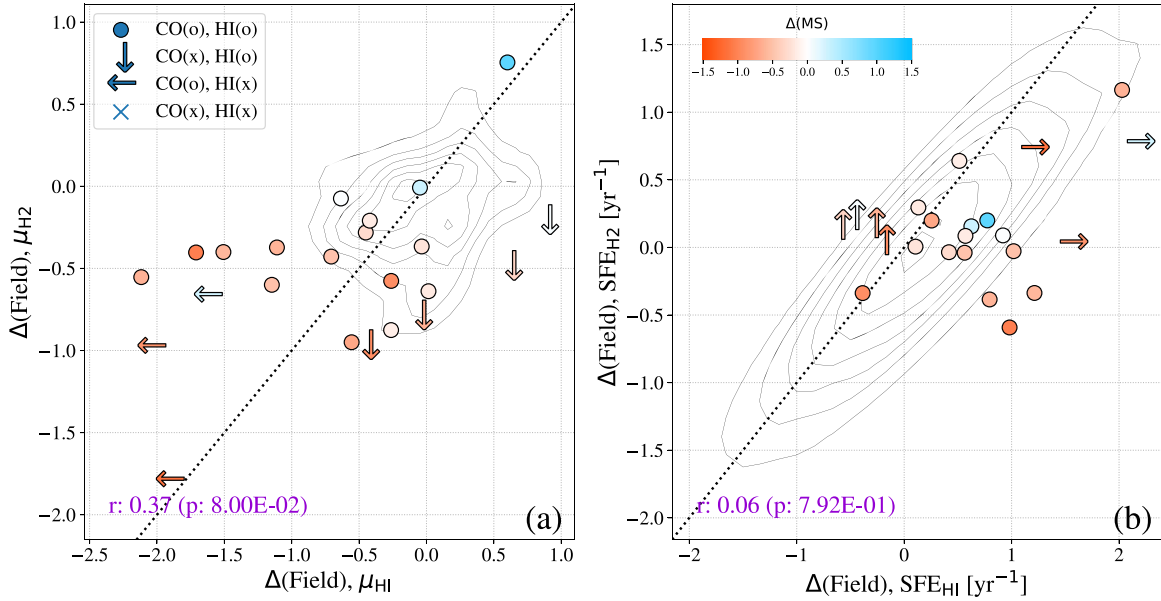 1.0
0.5
0.0
−0.5
−1.0
−1.5
−2.0
Δ(Field), μH2
CO(o), HI(o)
CO(x), HI(o)
CO(o), HI(x)
CO(x), HI(x)
r: 0.37 (p: 8.00E-02)
(a)
−2.5 −2.0 −1.5 −1.0 −0.5 0.0 0.5 1.0
Δ(Field), μHI
1.5
1.0
0.5
0.0
−0.5
−1.0
−1.5
−2.0
Δ(Field), SFEH2 [yr−1]
Δ(MS)
−1.5 −1.0 −0.5 0.0 0.5 1.0 1.5
r: 0.06 (p: 7.92E-01)
(b)
−2 −1 0 1 2
Δ(Field), SFEHI [yr−1]